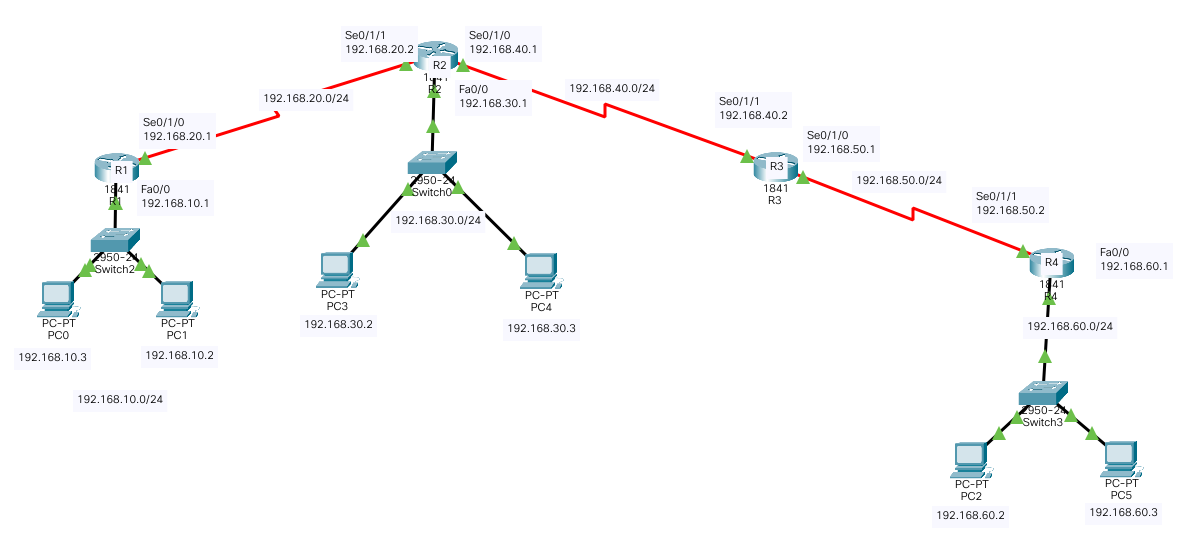 Se0/1/1
192.168.20.2
Se0/1/0
192.168.40.1
R2
1841
R2
Fa0/0
192.168.30.1
192.168.20.0/24
192.168.40.0/24
Se0/1/1
192.168.40.2
Se0/1/0
192.168.20.1
Se0/1/0
192.168.50.1
R1
1841
R1
Fa0/0
192.168.10.1
2950-24
Switch0
R3
1841
R3
192.168.50.0/24
Se0/1/1
192.168.50.2
192.168.30.0/24
2950-24
Switch2
R4
1841
R4
Fa0/0
192.168.60.1
PC-PT
PC3
192.168.30.2
PC-PT
PC4
192.168.30.3
PC-PT
PC0
192.168.10.3
PC-PT
PC1
192.168.10.2
192.168.60.0/24
192.168.10.0/24
2950-24
Switch3
PC-PT
PC2
192.168.60.2
PC-PT
PC5
192.168.60.3